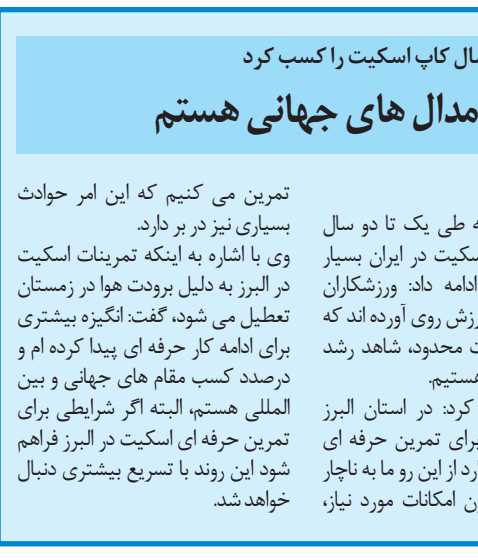 سال کاپ اسکیت را کسب کرد
مدال های جهانی هستم
طی یک تا دو سال
اسکیت در ایران بسیار
ادامه داد: ورزشکاران
روی آورده اند که
محدود، شاهد رشد
هستیم.
کرد: در استان البرز
برای تمرین حرفه ای
از این رو ما به ناچار
امکانات مورد نیاز،
تمرین می کنیم که این امر حوادث
بسیاری نیز در بر دارد.
وی با اشاره به اینکه تمرینات اسکیت
در البرز به دلیل برودت هوا در زمستان
تعطیل می شود، گفت: انگیزه بیشتری
برای ادامه کار حرفه ای پیدا کرده ام و
درصدد کسب مقام های جهانی و بین
المللی هستم، البته اگر شرایطی برای
تمرین حرفه ای اسکیت در البرز فراهم
شود این روند با تسریع بیشتری دنبال
خواهد شد.